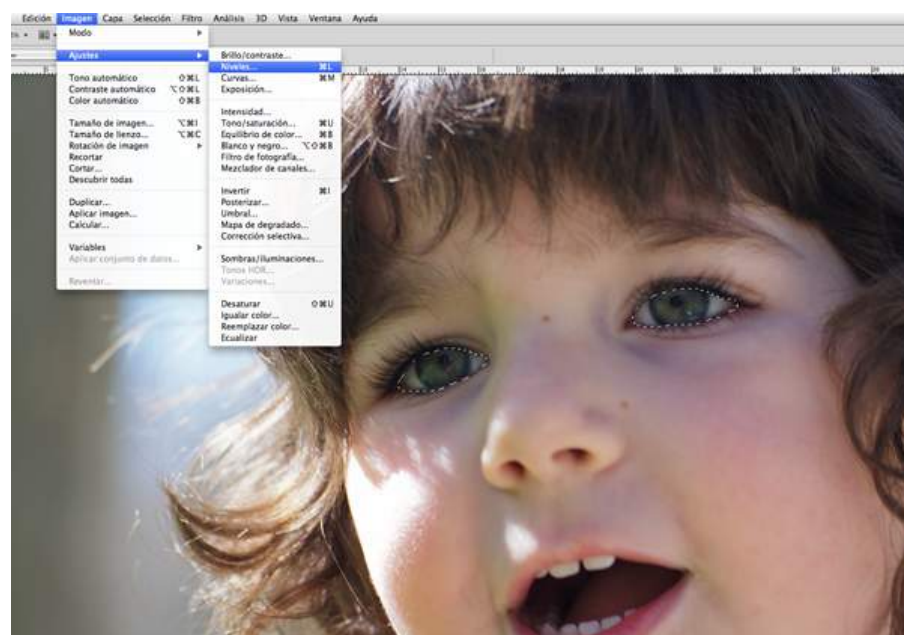 Edición Imagen Capa Selección Filtro Análisis 3D Vista Ventana Ayuda
Modo
Ajustes
Tono automático ⇧⌘L
Contraste automático ⌥⇧⌘L
Color automático ⇧⌘B
Tamaño de imagen... ⌥⌘I
Tamaño de lienzo... ⌥⌘C
Rotación de imagen
Recortar
Cortar...
Descubrir todas
Duplicar...
Aplicar imagen...
Calcular...
Variables
Aplicar conjunto de datos...
Reventar...
Brillo/contraste...
Niveles... ⌘L
Curvas... ⌘M
Exposición...
Intensidad...
Tono/saturación... ⌘U
Equilibrio de color... ⌘B
Blanco y negro... ⌥⇧⌘B
Filtro de fotografía...
Mezclador de canales...
Invertir ⌘I
Posterizar...
Umbral...
Mapa de degradado...
Corrección selectiva...
Sombras/iluminaciones...
Tonos HDR...
Variaciones...
Desaturar ⇧⌘U
Igualar color...
Reemplazar color...
Ecualizar